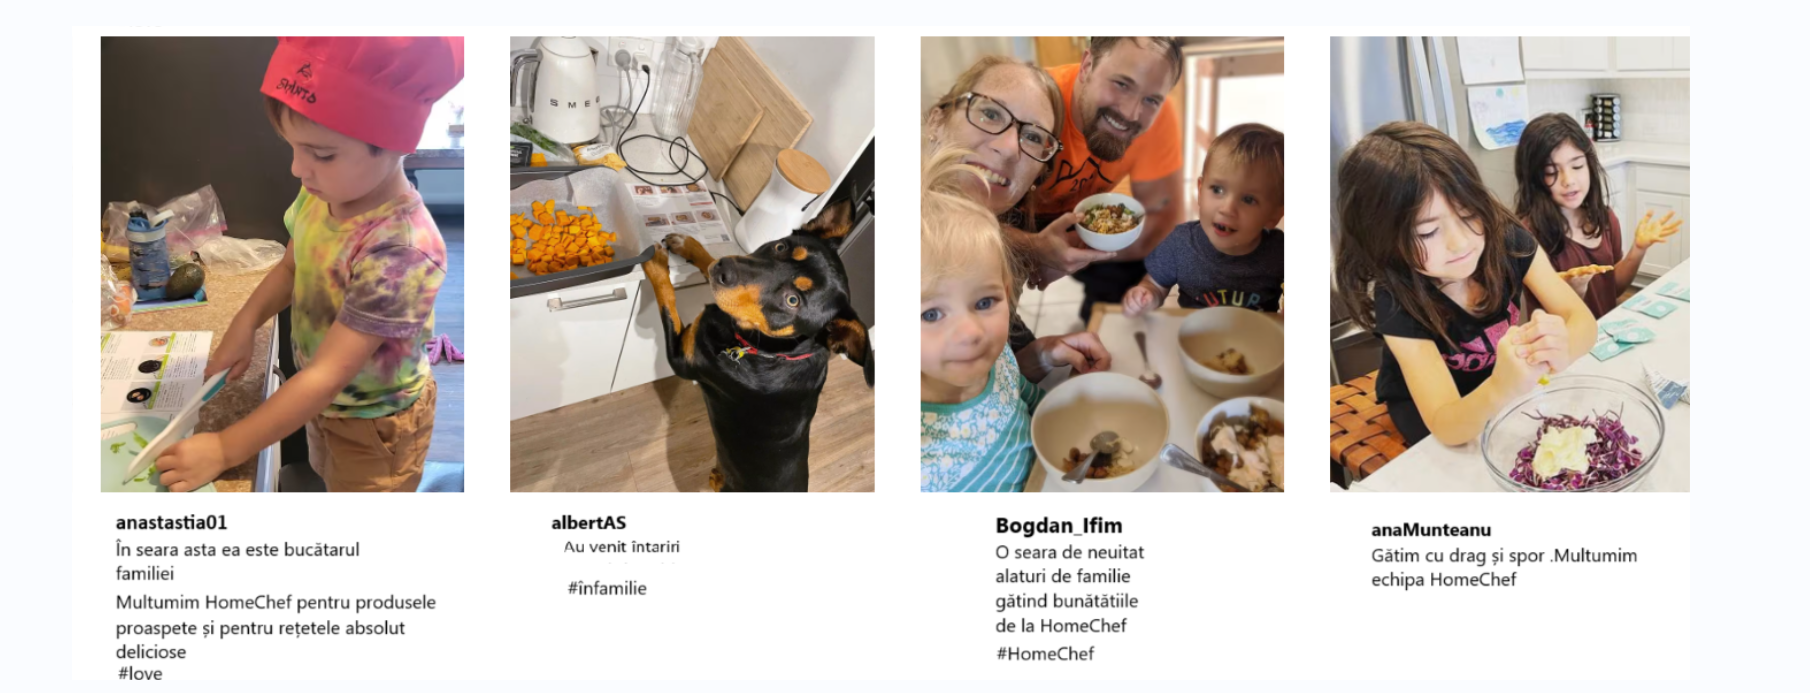 SMEG
anastastia01
În seara asta ea este bucătarul
familiei
Multumim HomeChef pentru produsele
proaspete și pentru rețetele absolut
deliciose
#love
albertAS
Au venit întariri
#înfamilie
Bogdan_Ifim
O seara de neuitat
alaturi de familie
gătind bunătătiile
de la HomeChef
#HomeChef
anaMunteanu
Gătim cu drag și spor .Multumim
echipa HomeChef